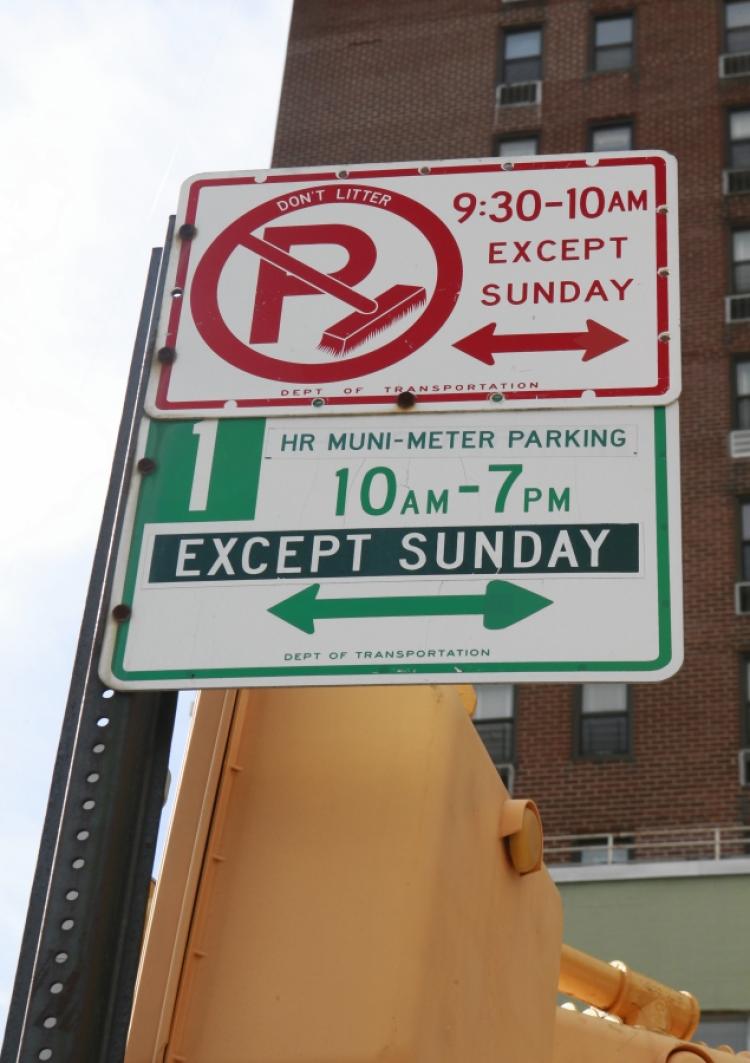 DON'T LITTER
P
9:30-10AM
EXCEPT
SUNDAY
DEPT OF TRANSPORTATION
1
HR MUNI-METER PARKING
10AM-7PM
EXCEPT SUNDAY
DEPT OF TRANSPORTATION